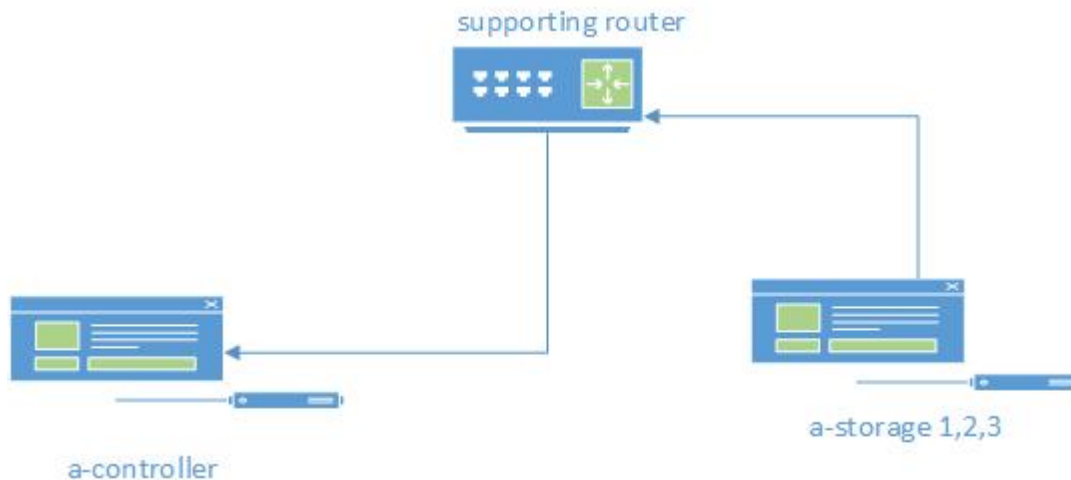 supporting router
a-storage 1,2,3
a-controller